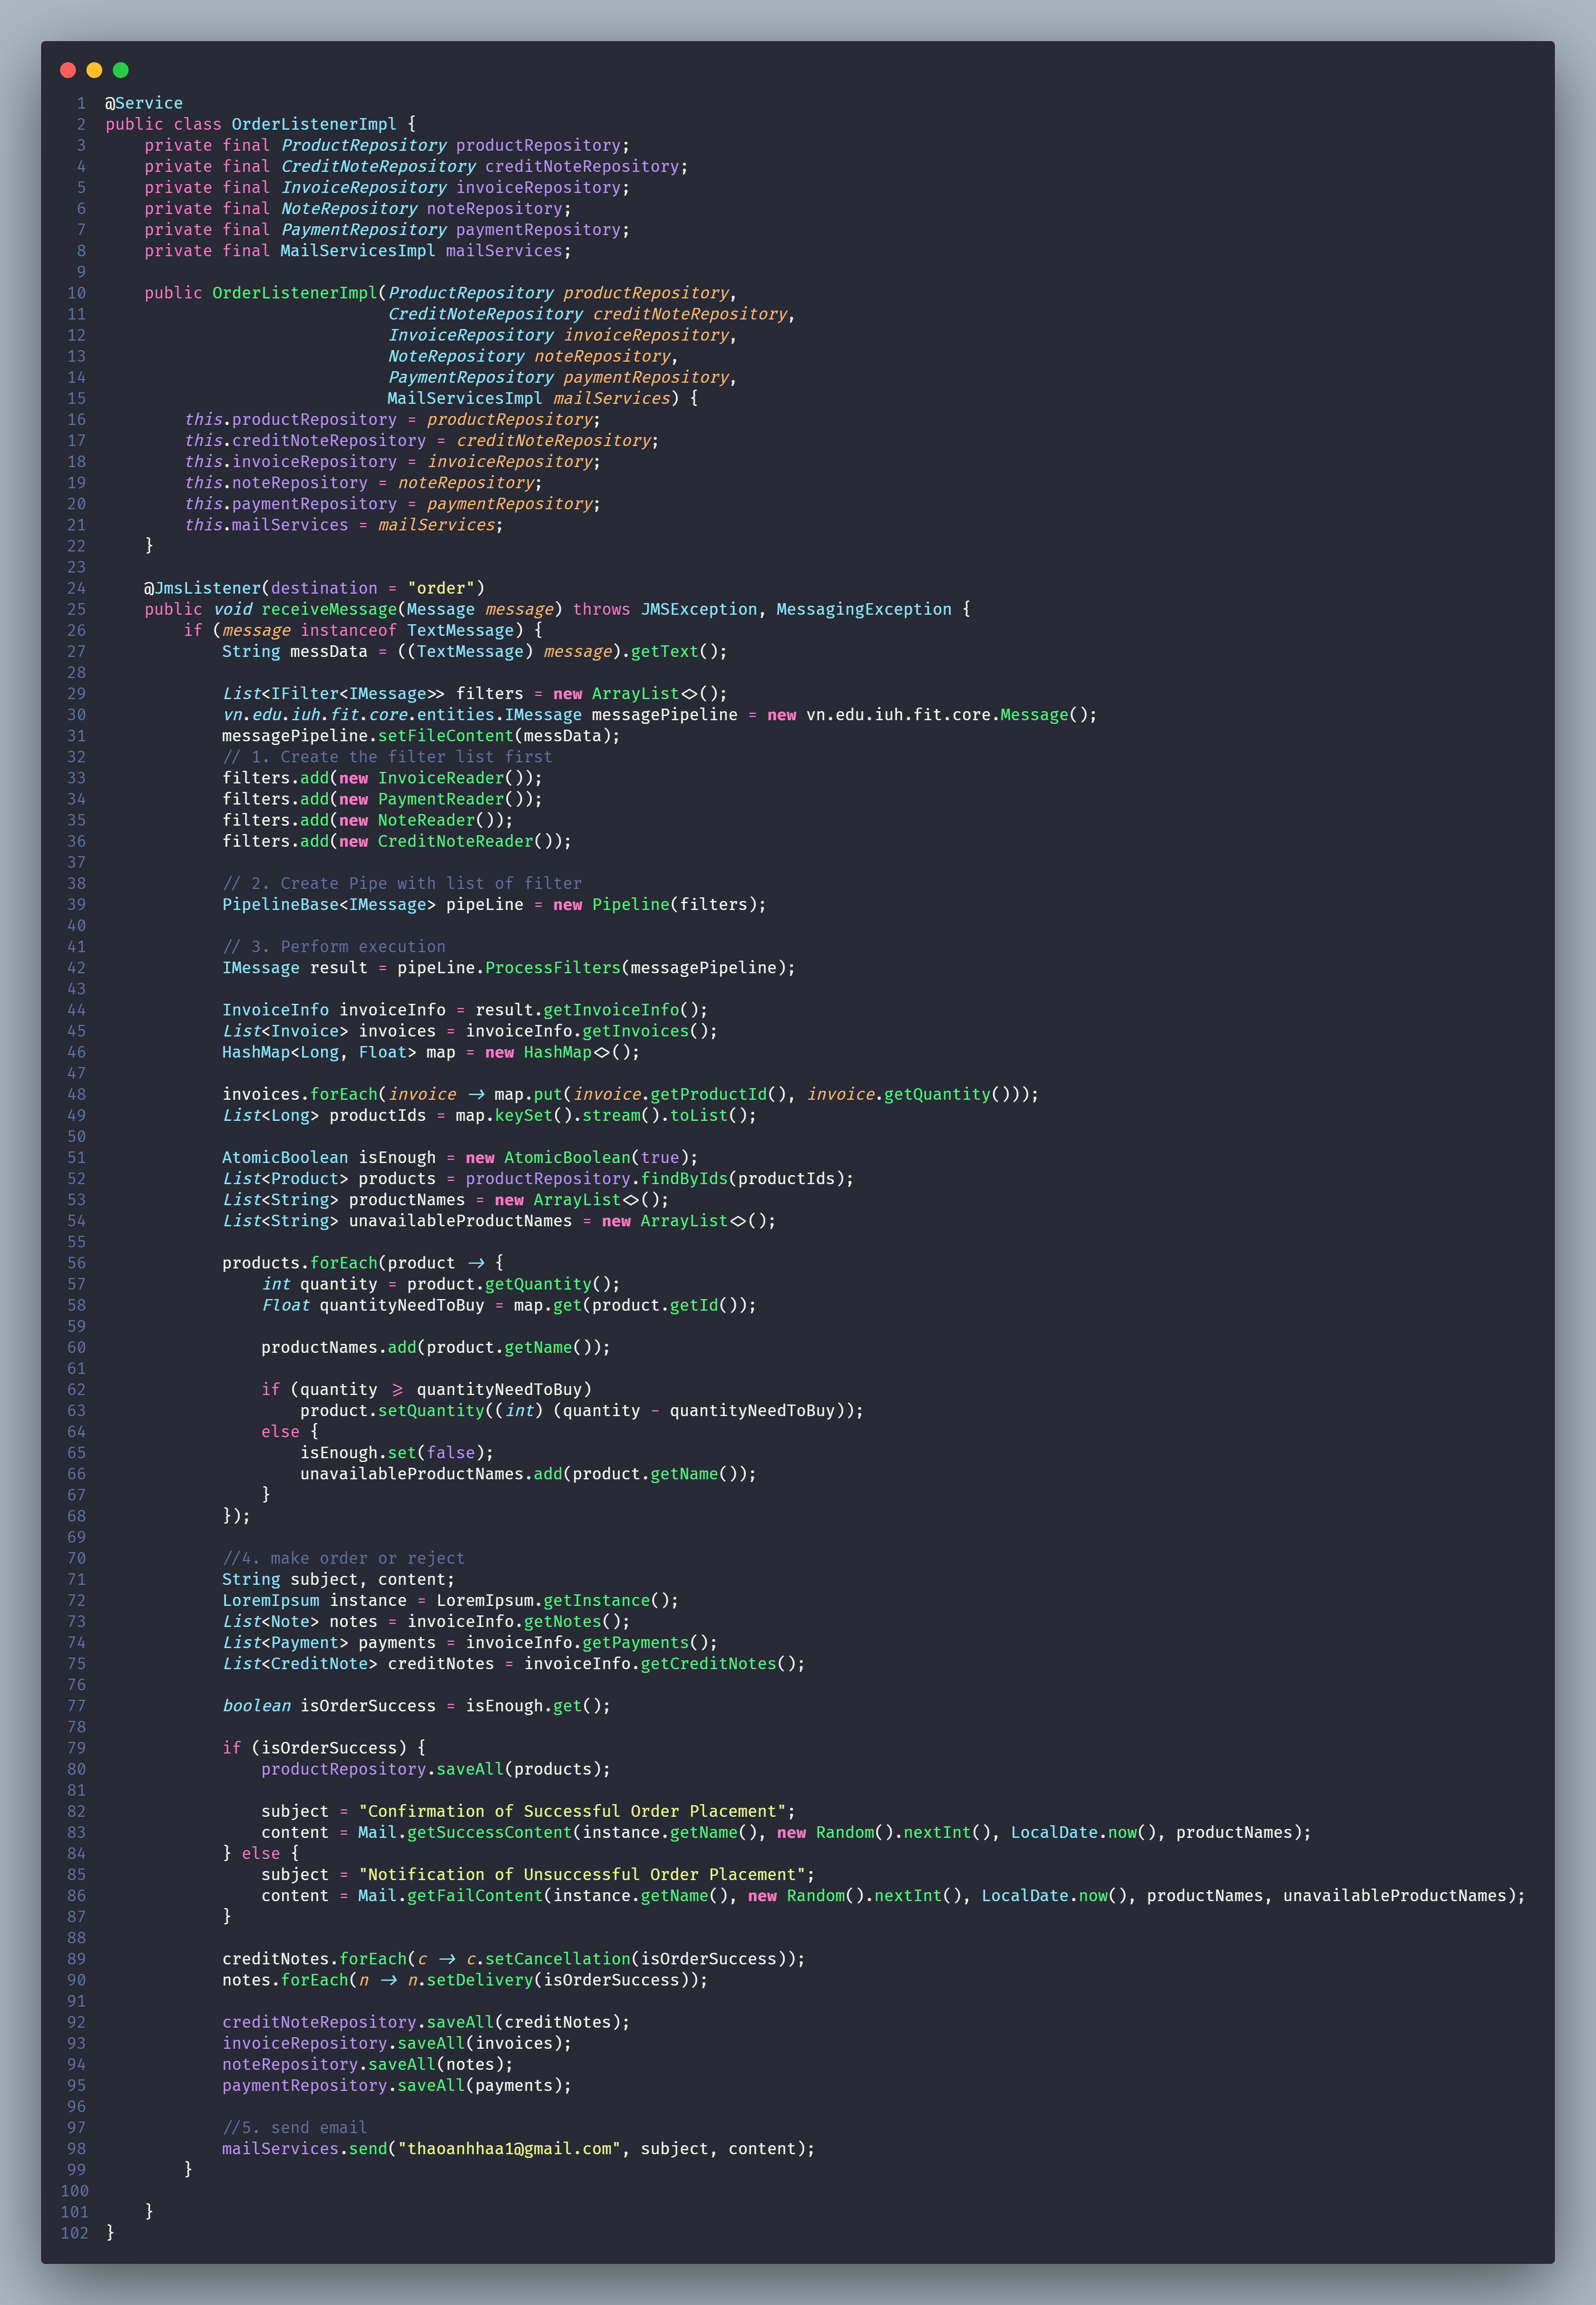 1 @Service
2 public class OrderListenerImpl {
3     private final ProductRepository productRepository;
4     private final CreditNoteRepository creditNoteRepository;
5     private final InvoiceRepository invoiceRepository;
6     private final NoteRepository noteRepository;
7     private final PaymentRepository paymentRepository;
8     private final MailServicesImpl mailServices;
9
10     public OrderListenerImpl(ProductRepository productRepository,
11                              CreditNoteRepository creditNoteRepository,
12                              InvoiceRepository invoiceRepository,
13                              NoteRepository noteRepository,
14                              PaymentRepository paymentRepository,
15                              MailServicesImpl mailServices) {
16         this.productRepository = productRepository;
17         this.creditNoteRepository = creditNoteRepository;
18         this.invoiceRepository = invoiceRepository;
19         this.noteRepository = noteRepository;
20         this.paymentRepository = paymentRepository;
21         this.mailServices = mailServices;
22     }
23
24     @JmsListener(destination = "order")
25     public void receiveMessage(Message message) throws JMSException, MessagingException {
26         if (message instanceof TextMessage) {
27             String messData = ((TextMessage) message).getText();
28
29             List<IFilter<IMessage>> filters = new ArrayList<>();
30             vn.edu.iuh.fit.core.entities.IMessage messagePipeline = new vn.edu.iuh.fit.core.Message();
31             messagePipeline.setFileContent(messData);
32             // 1. Create the filter list first
33             filters.add(new InvoiceReader());
34             filters.add(new PaymentReader());
35             filters.add(new NoteReader());
36             filters.add(new CreditNoteReader());
37
38             // 2. Create Pipe with list of filter
39             PipelineBase<IMessage> pipeLine = new Pipeline(filters);
40
41             // 3. Perform execution
42             IMessage result = pipeLine.ProcessFilters(messagePipeline);
43
44             InvoiceInfo invoiceInfo = result.getInvoiceInfo();
45             List<Invoice> invoices = invoiceInfo.getInvoices();
46             HashMap<Long, Float> map = new HashMap<>();
47
48             invoices.forEach(invoice -> map.put(invoice.getProductId(), invoice.getQuantity()));
49             List<Long> productIds = map.keySet().stream().toList();
50
51             AtomicBoolean isEnough = new AtomicBoolean(true);
52             List<Product> products = productRepository.findByIds(productIds);
53             List<String> productNames = new ArrayList<>();
54             List<String> unavailableProductNames = new ArrayList<>();
55
56             products.forEach(product -> {
57                 int quantity = product.getQuantity();
58                 Float quantityNeedToBuy = map.get(product.getId());
59
60                 productNames.add(product.getName());
61
62                 if (quantity >= quantityNeedToBuy)
63                     product.setQuantity((int) (quantity - quantityNeedToBuy));
64                 else {
65                     isEnough.set(false);
66                     unavailableProductNames.add(product.getName());
67                 }
68             });
69
70             //4. make order or reject
71             String subject, content;
72             LoremIpsum instance = LoremIpsum.getInstance();
73             List<Note> notes = invoiceInfo.getNotes();
74             List<Payment> payments = invoiceInfo.getPayments();
75             List<CreditNote> creditNotes = invoiceInfo.getCreditNotes();
76
77             boolean isOrderSuccess = isEnough.get();
78
79             if (isOrderSuccess) {
80                 productRepository.saveAll(products);
81
82                 subject = "Confirmation of Successful Order Placement";
83                 content = Mail.getSuccessContent(instance.getName(), new Random().nextInt(), LocalDate.now(), productNames);
84             } else {
85                 subject = "Notification of Unsuccessful Order Placement";
86                 content = Mail.getFailContent(instance.getName(), new Random().nextInt(), LocalDate.now(), productNames, unavailableProductNames);
87             }
88
89             creditNotes.forEach(c -> c.setCancellation(isOrderSuccess));
90             notes.forEach(n -> n.setDelivery(isOrderSuccess));
91
92             creditNoteRepository.saveAll(creditNotes);
93             invoiceRepository.saveAll(invoices);
94             noteRepository.saveAll(notes);
95             paymentRepository.saveAll(payments);
96
97             //5. send email
98             mailServices.send("thaoanhhaa1@gmail.com", subject, content);
99         }
100
101     }
102 }